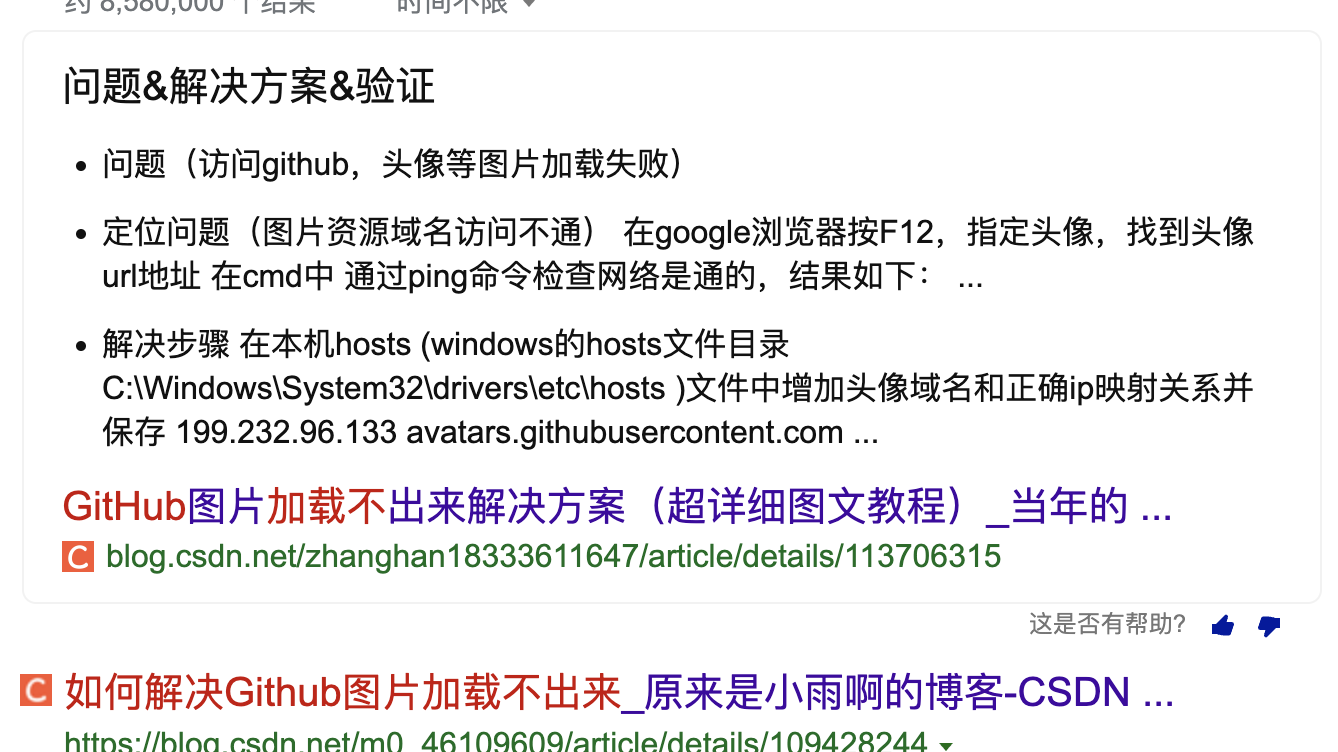 约 8,580,000 个结果 时间不限
问题&解决方案&验证
• 问题（访问github，头像等图片加载失败）
• 定位问题（图片资源域名访问不通） 在google浏览器按F12，指定头像，找到头像
url地址 在cmd中 通过ping命令检查网络是通的，结果如下： ...
• 解决步骤 在本机hosts (windows的hosts文件目录
C:\Windows\System32\drivers\etc\hosts )文件中增加头像域名和正确ip映射关系并
保存 199.232.96.133 avatars.githubusercontent.com ...
GitHub图片加载不出来解决方案（超详细图文教程）_当年的 ...
C blog.csdn.net/zhanghan18333611647/article/details/113706315
这是否有帮助?
C 如何解决Github图片加载不出来_原来是小雨啊的博客-CSDN ...
https://blog.csdn.net/m0_46109609/article/details/109428244